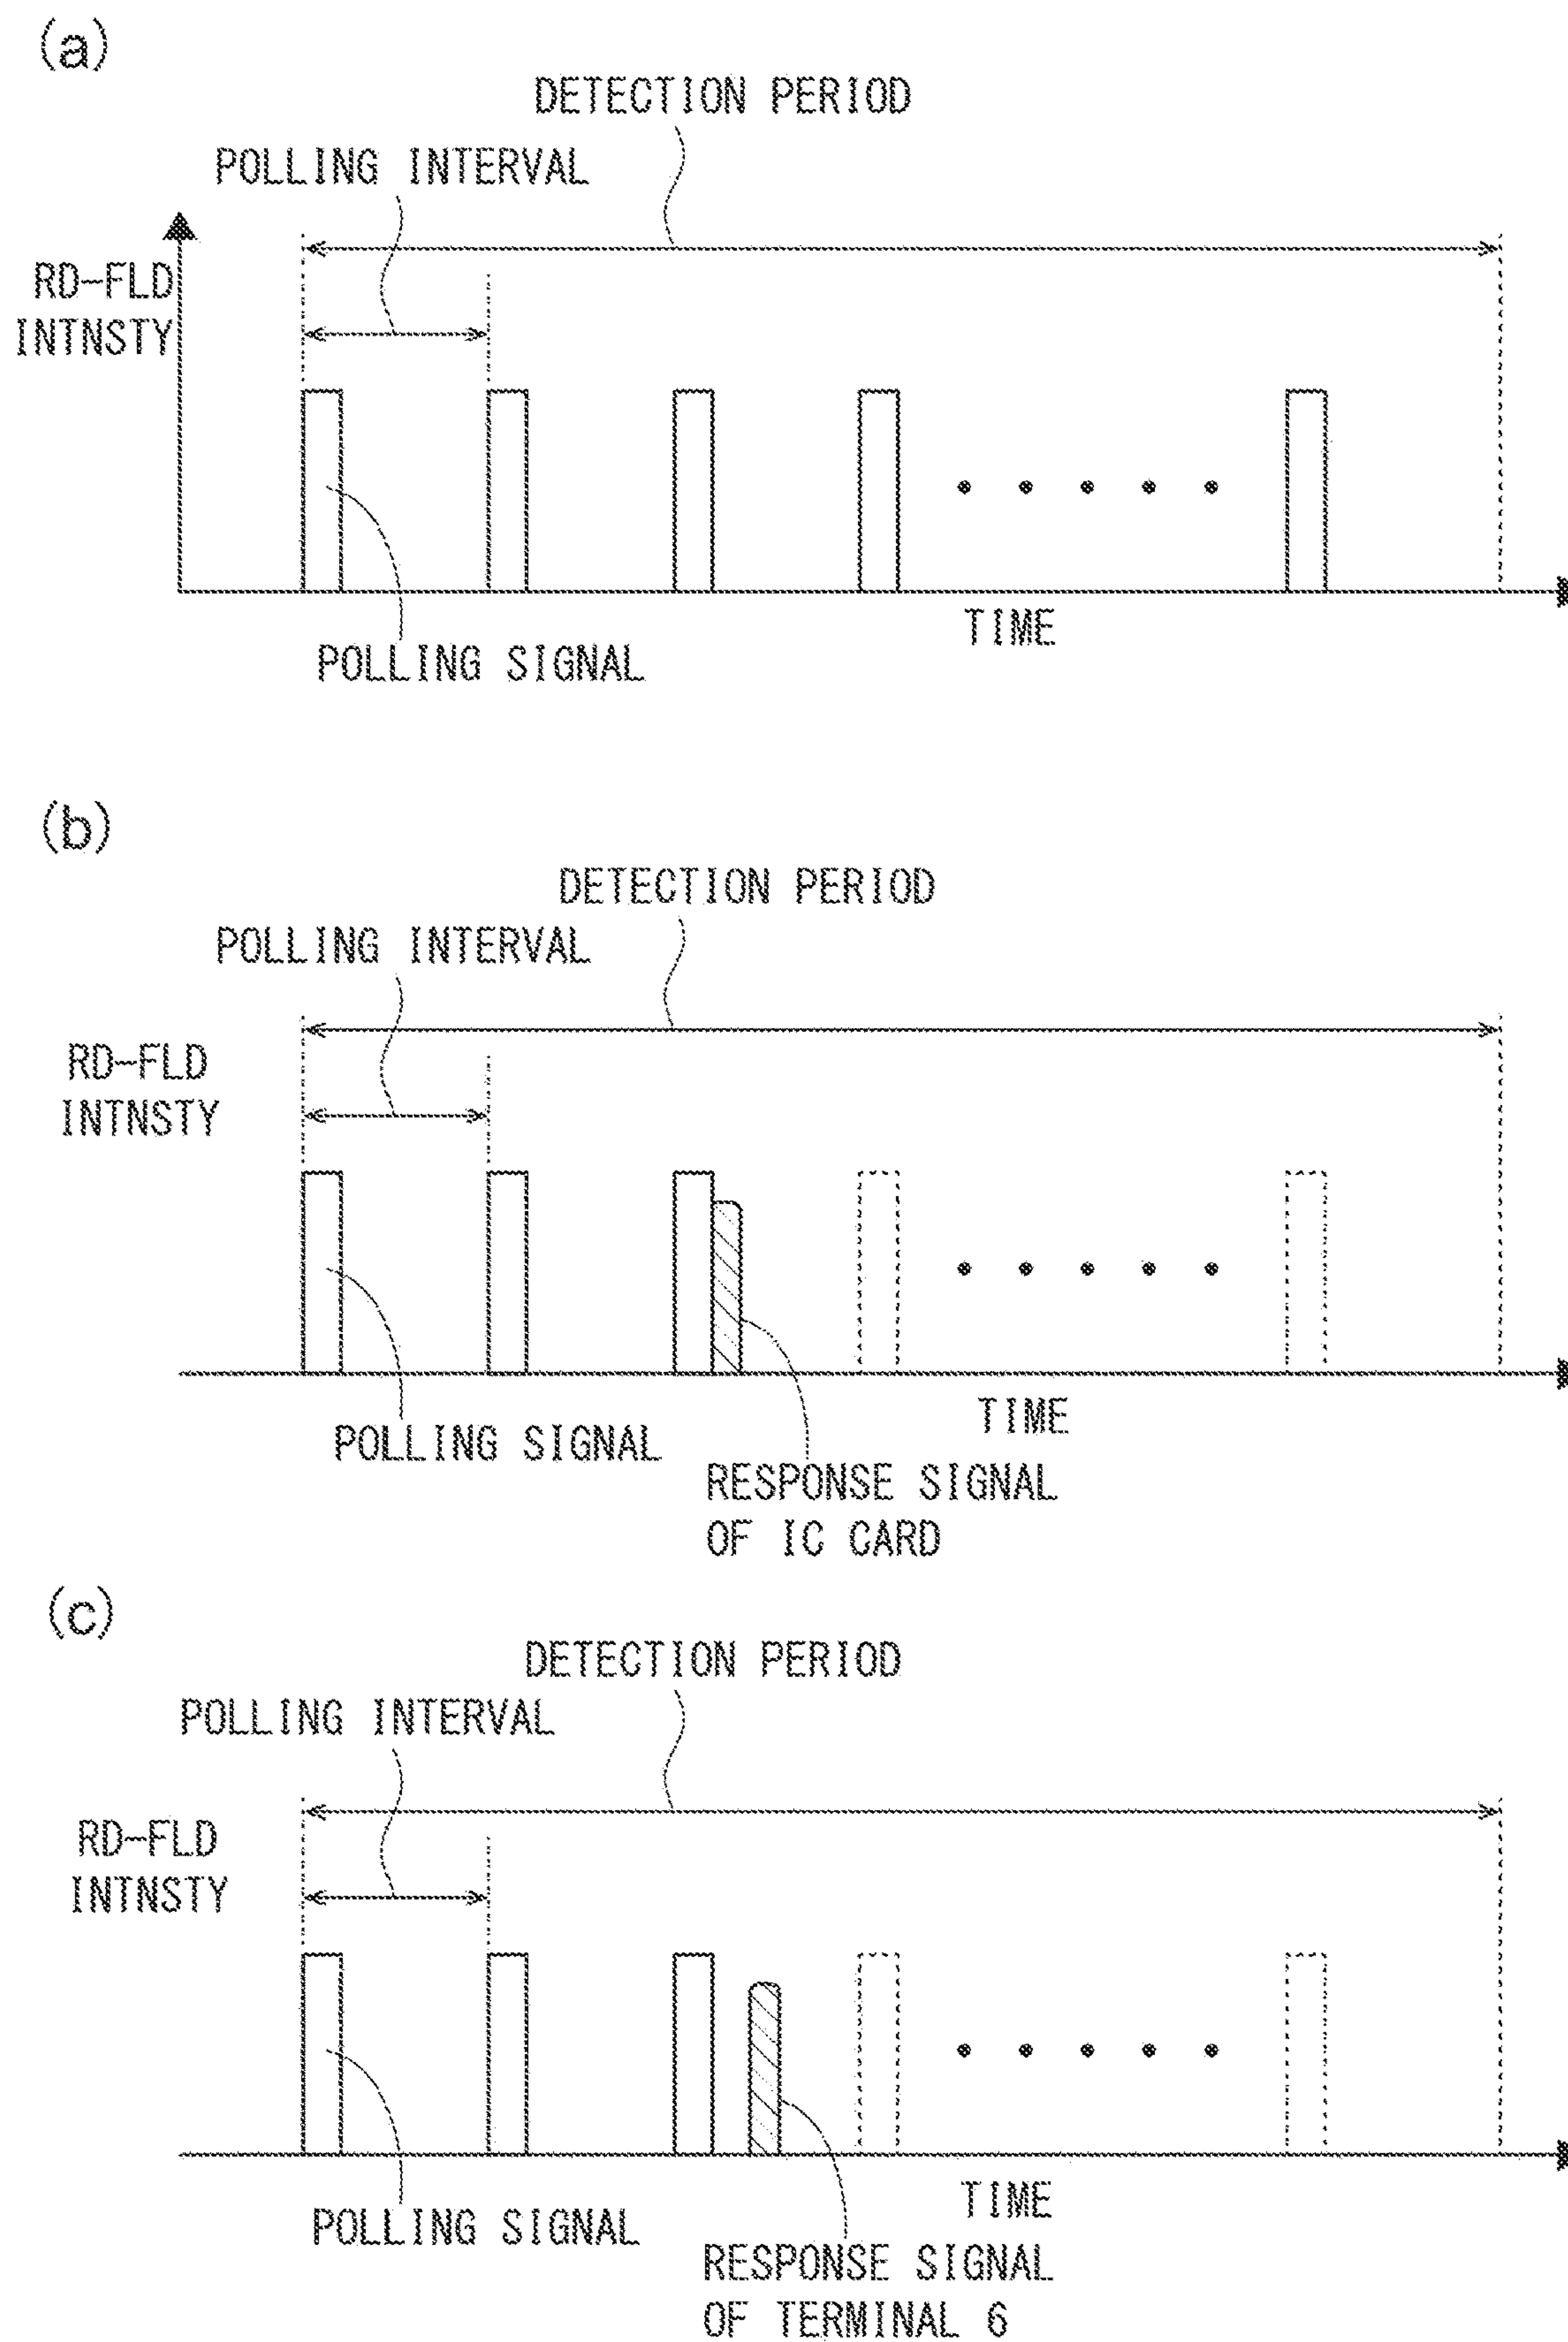 (a)
DETECTION PERIOD
POLLING INTERVAL
RD-FLD
INTNSTY
TIME
POLLING SIGNAL
(b)
DETECTION PERIOD
POLLING INTERVAL
RD-FLD
INTNSTY
TIME
POLLING SIGNAL
RESPONSE SIGNAL
OF IC CARD
(c)
DETECTION PERIOD
POLLING INTERVAL
RD-FLD
INTNSTY
TIME
POLLING SIGNAL
RESPONSE SIGNAL
OF TERMINAL 6